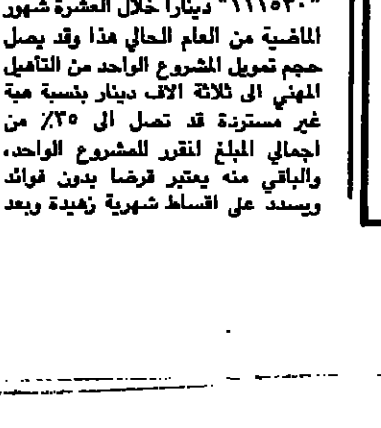 "١١١٥٣٠" دينارا خلال العشرة شهور
الماضية من العام الحالي هذا وقد يصل
حجم تمويل المشروع الواحد من التأهيل
المهني الى ثلاثة الاف دينار بنسبة هبة
غير مستردة قد تصل الى ٣٥٪ من
اجمالي المبلغ المقرر للمشروع الواحد،
والباقي منه يعتبر قرضا بدون فوائد
ويسدد على اقساط شهرية زهيدة وبعد